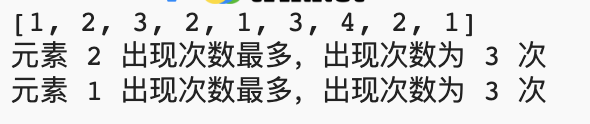 [1, 2, 3, 2, 1, 3, 4, 2, 1]
元素 2 出现次数最多，出现次数为 3 次
元素 1 出现次数最多，出现次数为 3 次